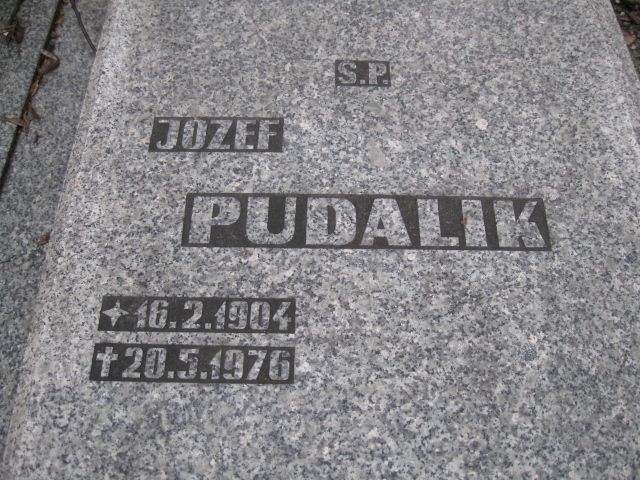 S.P.
JOZEF
PUDALIK
16.2.1904
✝20.5.1976